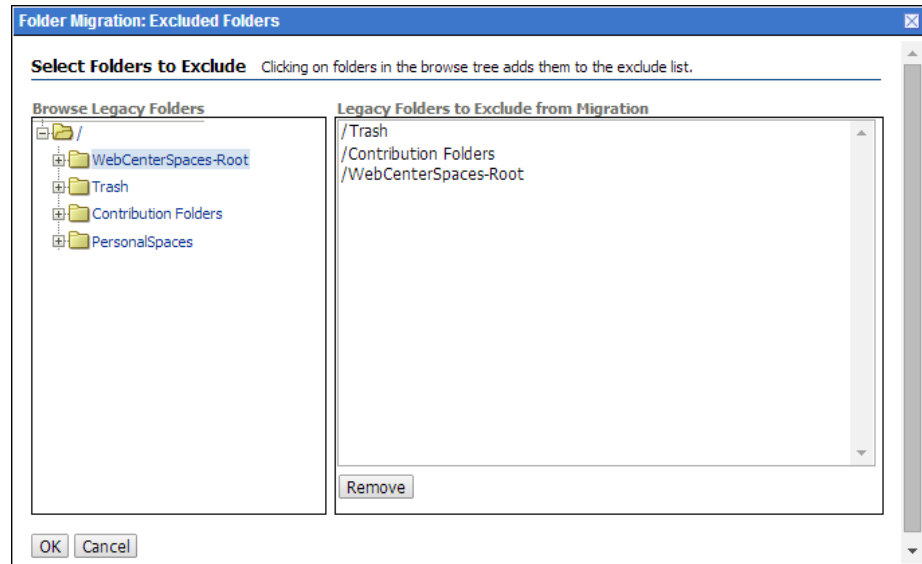 Folder Migration: Excluded Folders
Select Folders to Exclude Clicking on folders in the browse tree adds them to the exclude list.
Browse Legacy Folders
/
WebCenterSpaces-Root
Trash
Contribution Folders
PersonalSpaces
Legacy Folders to Exclude from Migration
/Trash
/Contribution Folders
/WebCenterSpaces-Root
Remove
OK Cancel